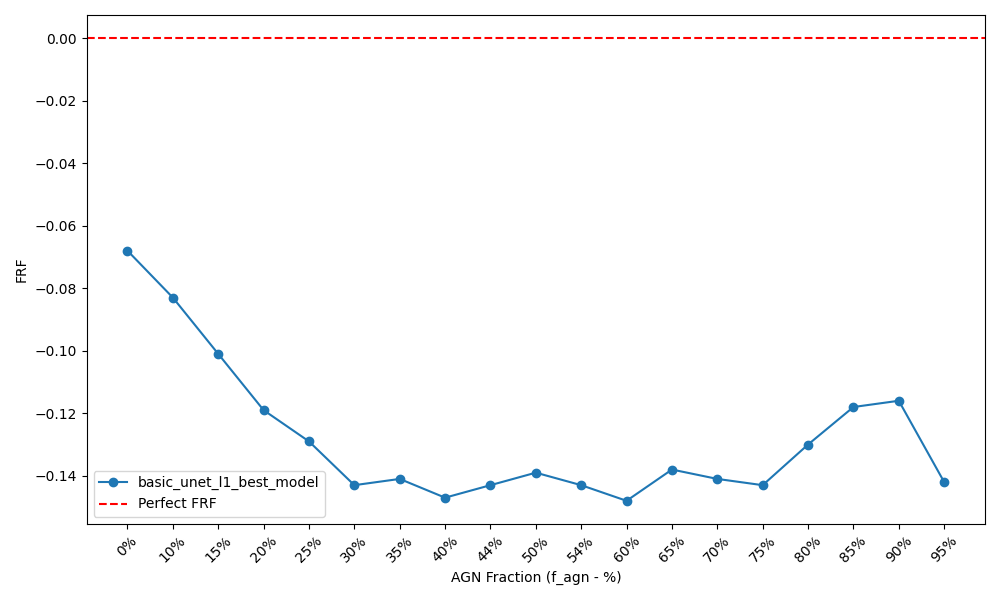 0.00
−0.02
−0.04
−0.06
−0.08
−0.10
−0.12
−0.14
FRF
basic_unet_l1_best_model
Perfect FRF
0% 10% 15% 20% 25% 30% 35% 40% 44% 50% 54% 60% 65% 70% 75% 80% 85% 90% 95%
AGN Fraction (f_agn - %)